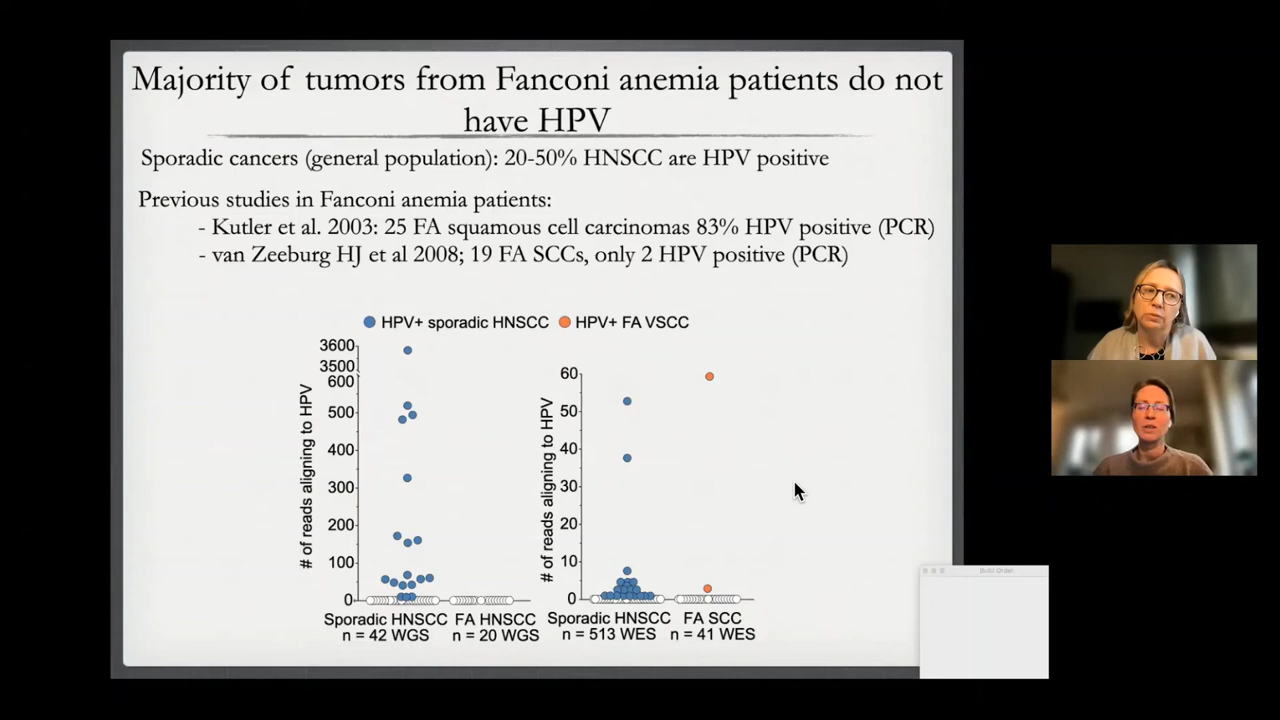 Majority of tumors from Fanconi anemia patients do not
have HPV
Sporadic cancers (general population): 20-50% HNSCC are HPV positive
Previous studies in Fanconi anemia patients:
- Kutler et al. 2003: 25 FA squamous cell carcinomas 83% HPV positive (PCR)
- van Zeeburg HJ et al 2008; 19 FA SCCs, only 2 HPV positive (PCR)
HPV+ sporadic HNSCC
HPV+ FA VSCC
# of reads aligning to HPV
3600
3500
600
500
400
300
200
100
0
Sporadic HNSCC
n = 42 WGS
FA HNSCC
n = 20 WGS
# of reads aligning to HPV
60
50
40
30
20
10
0
Sporadic HNSCC
n = 513 WES
FA SCC
n = 41 WES
Build Order